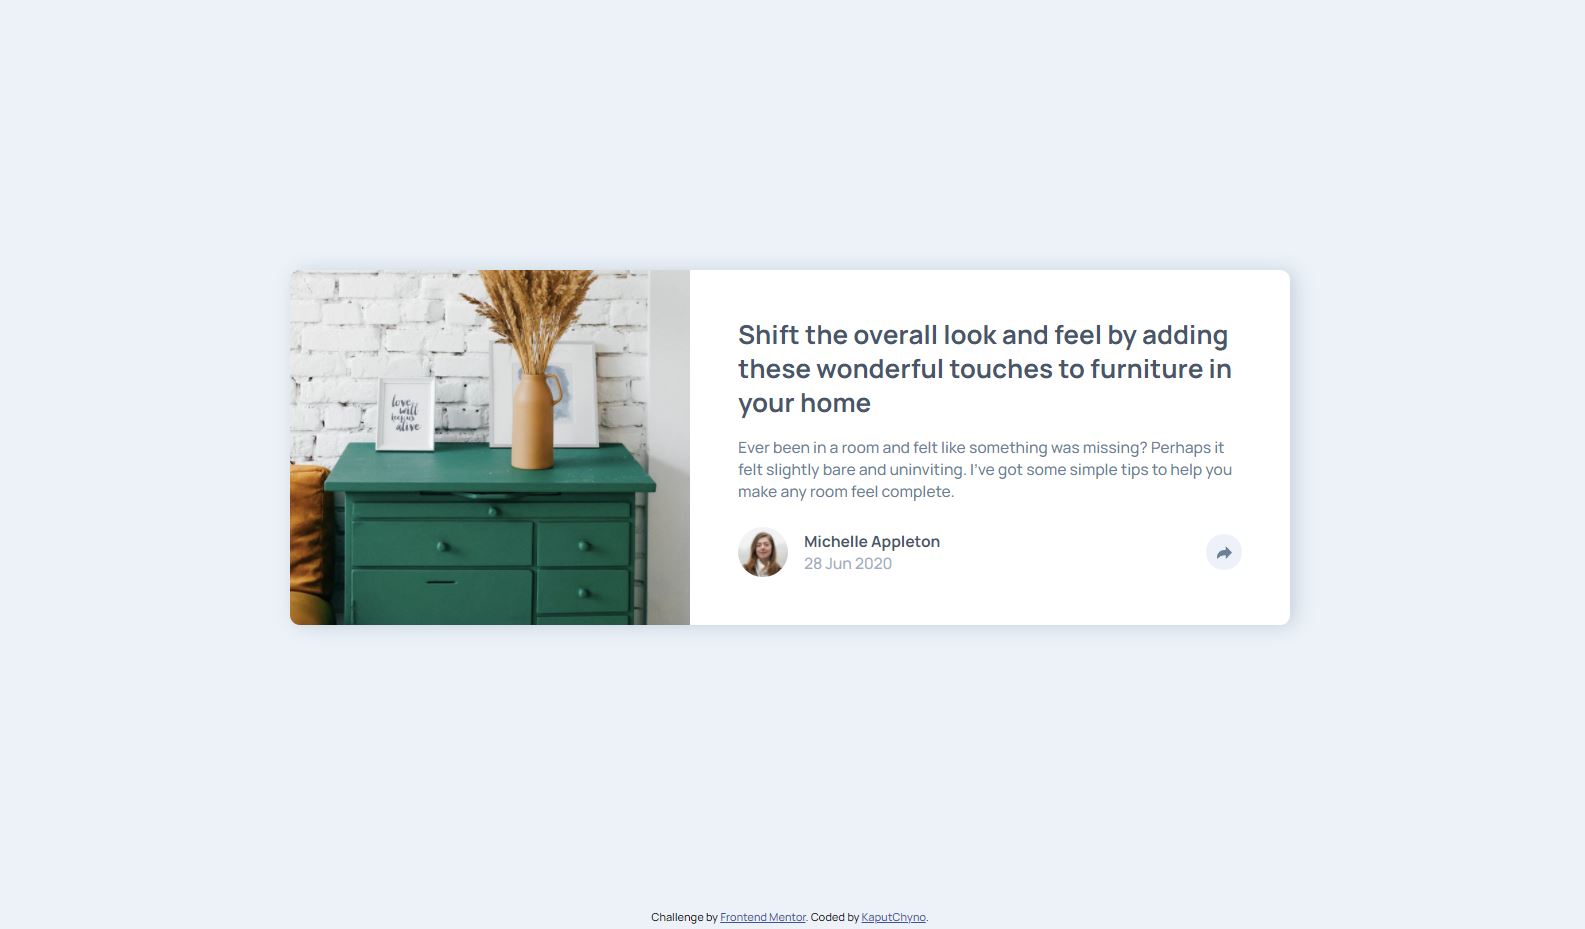 love
will
keep us
alive
Shift the overall look and feel by adding
these wonderful touches to furniture in
your home
Ever been in a room and felt like something was missing? Perhaps it
felt slightly bare and uninviting. I’ve got some simple tips to help you
make any room feel complete.
Michelle Appleton
28 Jun 2020
Challenge by Frontend Mentor. Coded by KaputChyno.